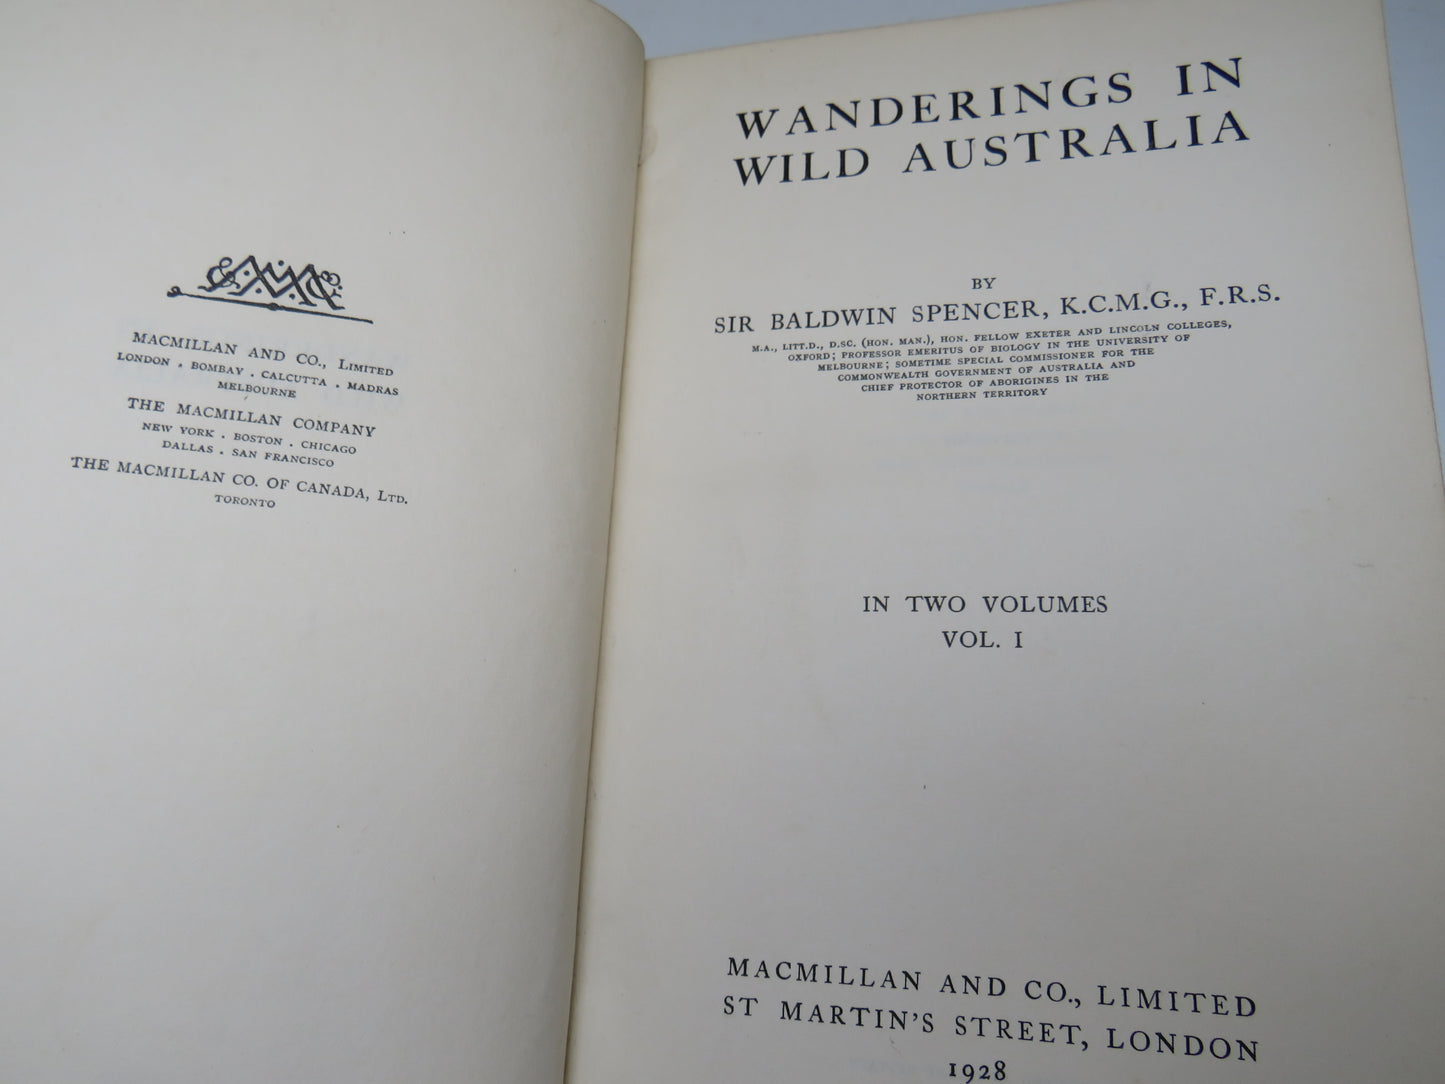 MACMILLAN AND CO., LIMITED
LONDON . BOMBAY . CALCUTTA . MADRAS
MELBOURNE
THE MACMILLAN COMPANY
NEW YORK . BOSTON . CHICAGO
DALLAS . SAN FRANCISCO
THE MACMILLAN CO. OF CANADA, LTD.
TORONTO
WANDERINGS IN
WILD AUSTRALIA
BY
SIR BALDWIN SPENCER, K.C.M.G., F.R.S.
M.A., LITT.D., D.SC. (HON. MAN.), HON. FELLOW EXETER AND LINCOLN COLLEGES,
OXFORD; PROFESSOR EMERITUS OF BIOLOGY IN THE UNIVERSITY OF
MELBOURNE; SOMETIME SPECIAL COMMISSIONER FOR THE
COMMONWEALTH GOVERNMENT OF AUSTRALIA AND
CHIEF PROTECTOR OF ABORIGINES IN THE
NORTHERN TERRITORY
IN TWO VOLUMES
VOL. I
MACMILLAN AND CO., LIMITED
ST MARTIN'S STREET, LONDON
1928